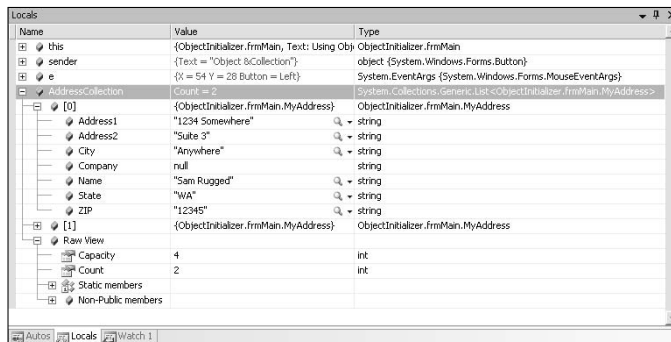 Locals
Name Value Type
this {ObjectInitializer.frmMain, Text: Using Obj ObjectInitializer.frmMain
sender {Text = "Object &Collection"} object {System.Windows.Forms.Button}
e {X = 54 Y = 28 Button = Left} System.EventArgs {System.Windows.Forms.MouseEventArgs}
AddressCollection Count = 2 System.Collections.Generic.List<ObjectInitializer.frmMain.MyAddress>
[0] {ObjectInitializer.frmMain.MyAddress} ObjectInitializer.frmMain.MyAddress
Address1 "1234 Somewhere" string
Address2 "Suite 3" string
City "Anywhere" string
Company null string
Name "Sam Rugged" string
State "WA" string
ZIP "12345" string
[1] {ObjectInitializer.frmMain.MyAddress} ObjectInitializer.frmMain.MyAddress
Raw View
Capacity 4 int
Count 2 int
Static members
Non-Public members
Autos Locals Watch 1